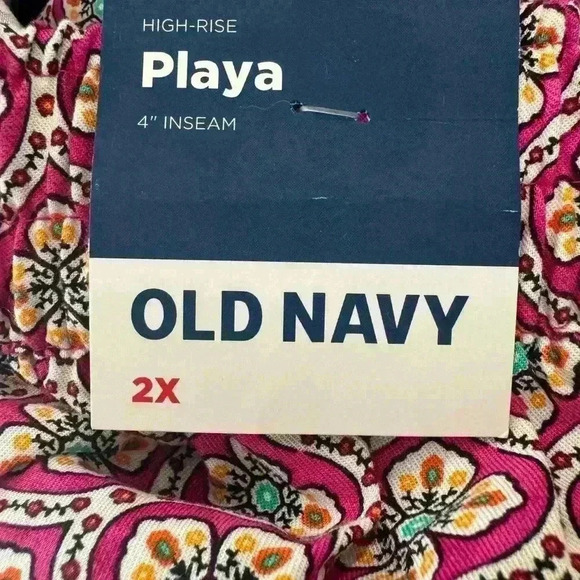 HIGH-RISE
Playa
4" INSEAM
OLD NAVY
2X